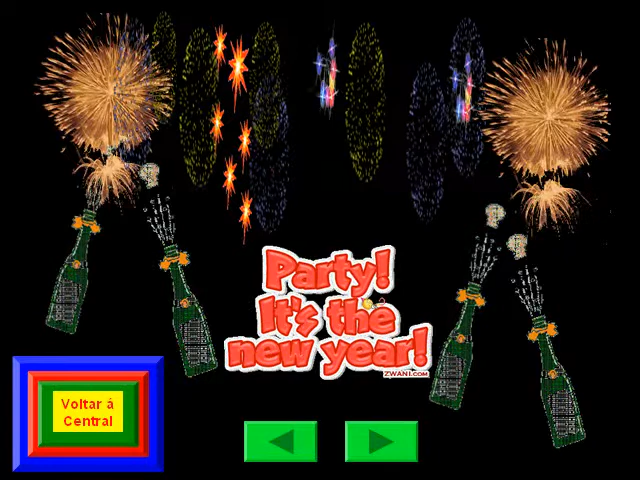 Party!
It's the
new year!
ZWANI.COM
Voltar á
Central